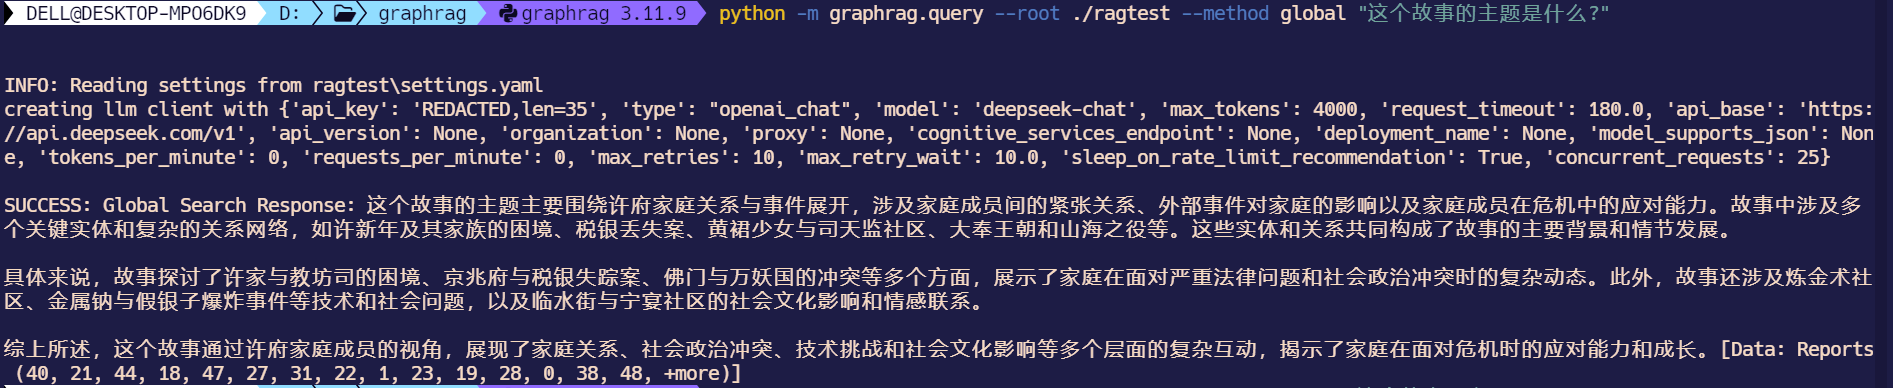 DELL@DESKTOP-MPO6DK9 D: graphrag graphrag 3.11.9 python -m graphrag.query --root ./ragtest --method global "这个故事的主题是什么?"
INFO: Reading settings from ragtest\settings.yaml
creating llm client with {'api_key': 'REDACTED,len=35', 'type': "openai_chat", 'model': 'deepseek-chat', 'max_tokens': 4000, 'request_timeout': 180.0, 'api_base': 'https:
//api.deepseek.com/v1', 'api_version': None, 'organization': None, 'proxy': None, 'cognitive_services_endpoint': None, 'deployment_name': None, 'model_supports_json': Non
e, 'tokens_per_minute': 0, 'requests_per_minute': 0, 'max_retries': 10, 'max_retry_wait': 10.0, 'sleep_on_rate_limit_recommendation': True, 'concurrent_requests': 25}
SUCCESS: Global Search Response: 这个故事的主题主要围绕许府家庭关系与事件展开，涉及家庭成员间的紧张关系、外部事件对家庭的影响以及家庭成员在危机中的应对能力。故事中涉及多
个关键实体和复杂的关系网络，如许新年及其家族的困境、税银丢失案、黄裙少女与司天监社区、大奉王朝和山海之役等。这些实体和关系共同构成了故事的主要背景和情节发展。
具体来说，故事探讨了许家与教坊司的困境、京兆府与税银失踪案、佛门与万妖国的冲突等多个方面，展示了家庭在面对严重法律问题和社会政治冲突时的复杂动态。此外，故事还涉及炼金术社
区、金属钠与假银子爆炸事件等技术和社会问题，以及临水街与宁宴社区的社会文化影响和情感联系。
综上所述，这个故事通过许府家庭成员的视角，展现了家庭关系、社会政治冲突、技术挑战和社会文化影响等多个层面的复杂互动，揭示了家庭在面对危机时的应对能力和成长。[Data: Reports
(40, 21, 44, 18, 47, 27, 31, 22, 1, 23, 19, 28, 0, 38, 48, +more)]